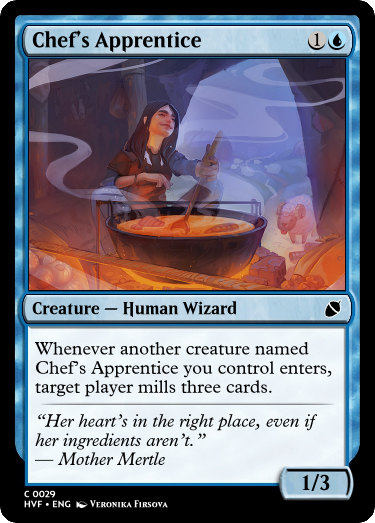 Chef's Apprentice 1
Creature — Human Wizard
Whenever another creature named
Chef's Apprentice you control enters,
target player mills three cards.
"Her heart's in the right place, even if
her ingredients aren't."
— Mother Mertle
1/3
C 0029
HVF • ENG Veronika Firsova